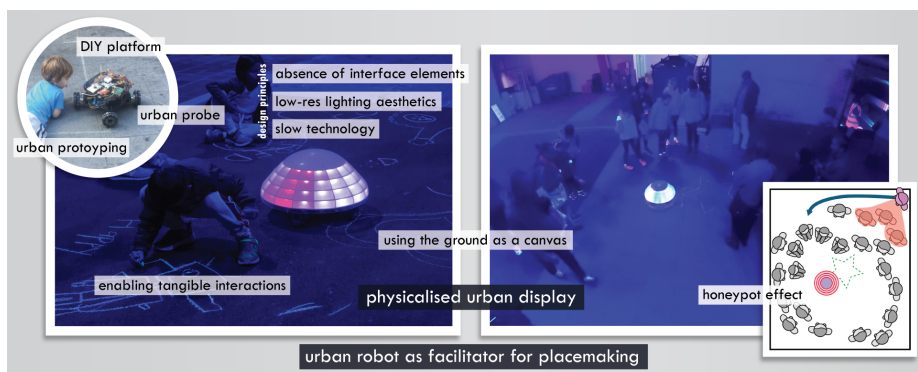 DIY platform
urban probe
urban protoyping
design principles
absence of interface elements
low-res lighting aesthetics
slow technology
using the ground as a canvas
enabling tangible interactions
physicalised urban display
honeypot effect
urban robot as facilitator for placemaking